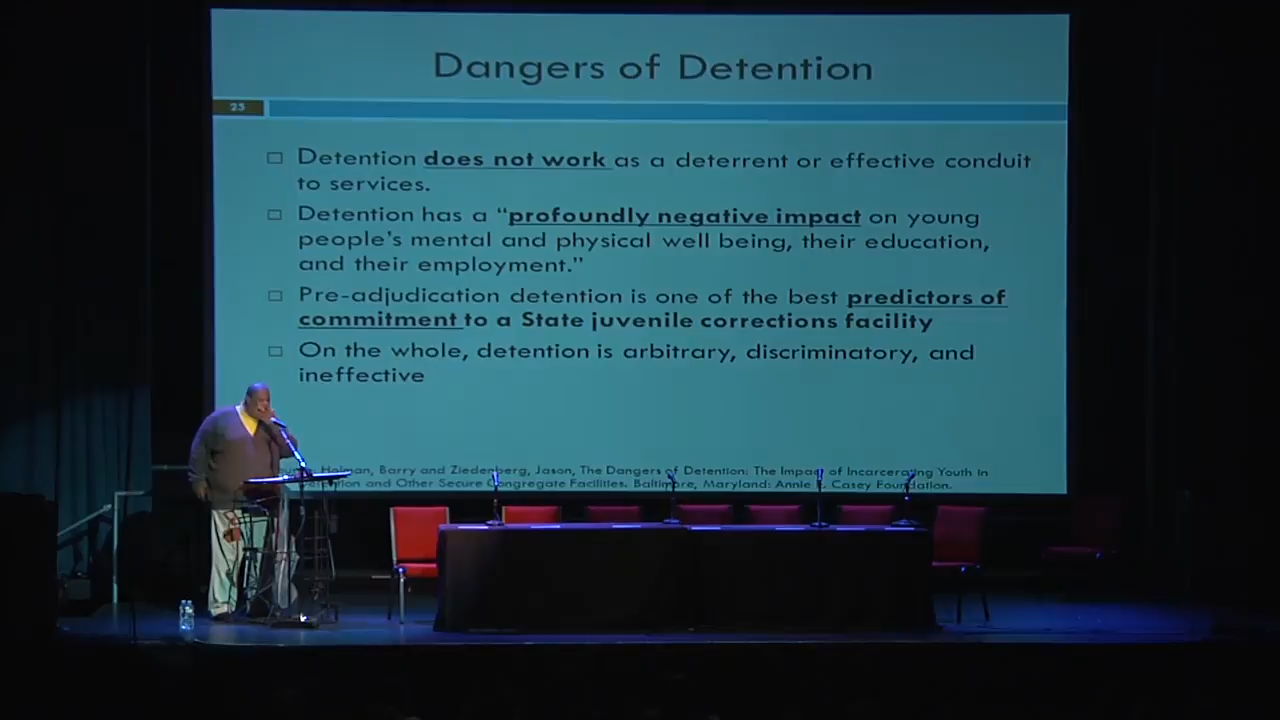 Dangers of Detention
23
Detention does not work as a deterrent or effective conduit
to services.
Detention has a “profoundly negative impact on young
people’s mental and physical well being, their education,
and their employment.”
Pre-adjudication detention is one of the best predictors of
commitment to a State juvenile corrections facility
On the whole, detention is arbitrary, discriminatory, and
ineffective
Holman, Barry and Ziedenberg, Jason, The Dangers of Detention: The Impact of Incarcerating Youth in
and Other Secure Congregate Facilities. Baltimore, Maryland: Annie Casey Foundation.